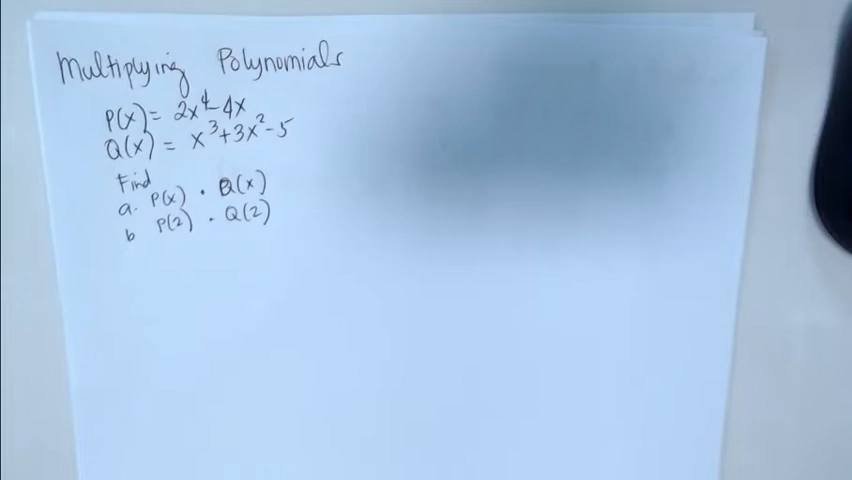 Multiplying Polynomials
P(x) = 2x⁴-4x
Q(x) = x³+3x²-5
Find
a. P(x) · Q(x)
b P(2) · Q(2)